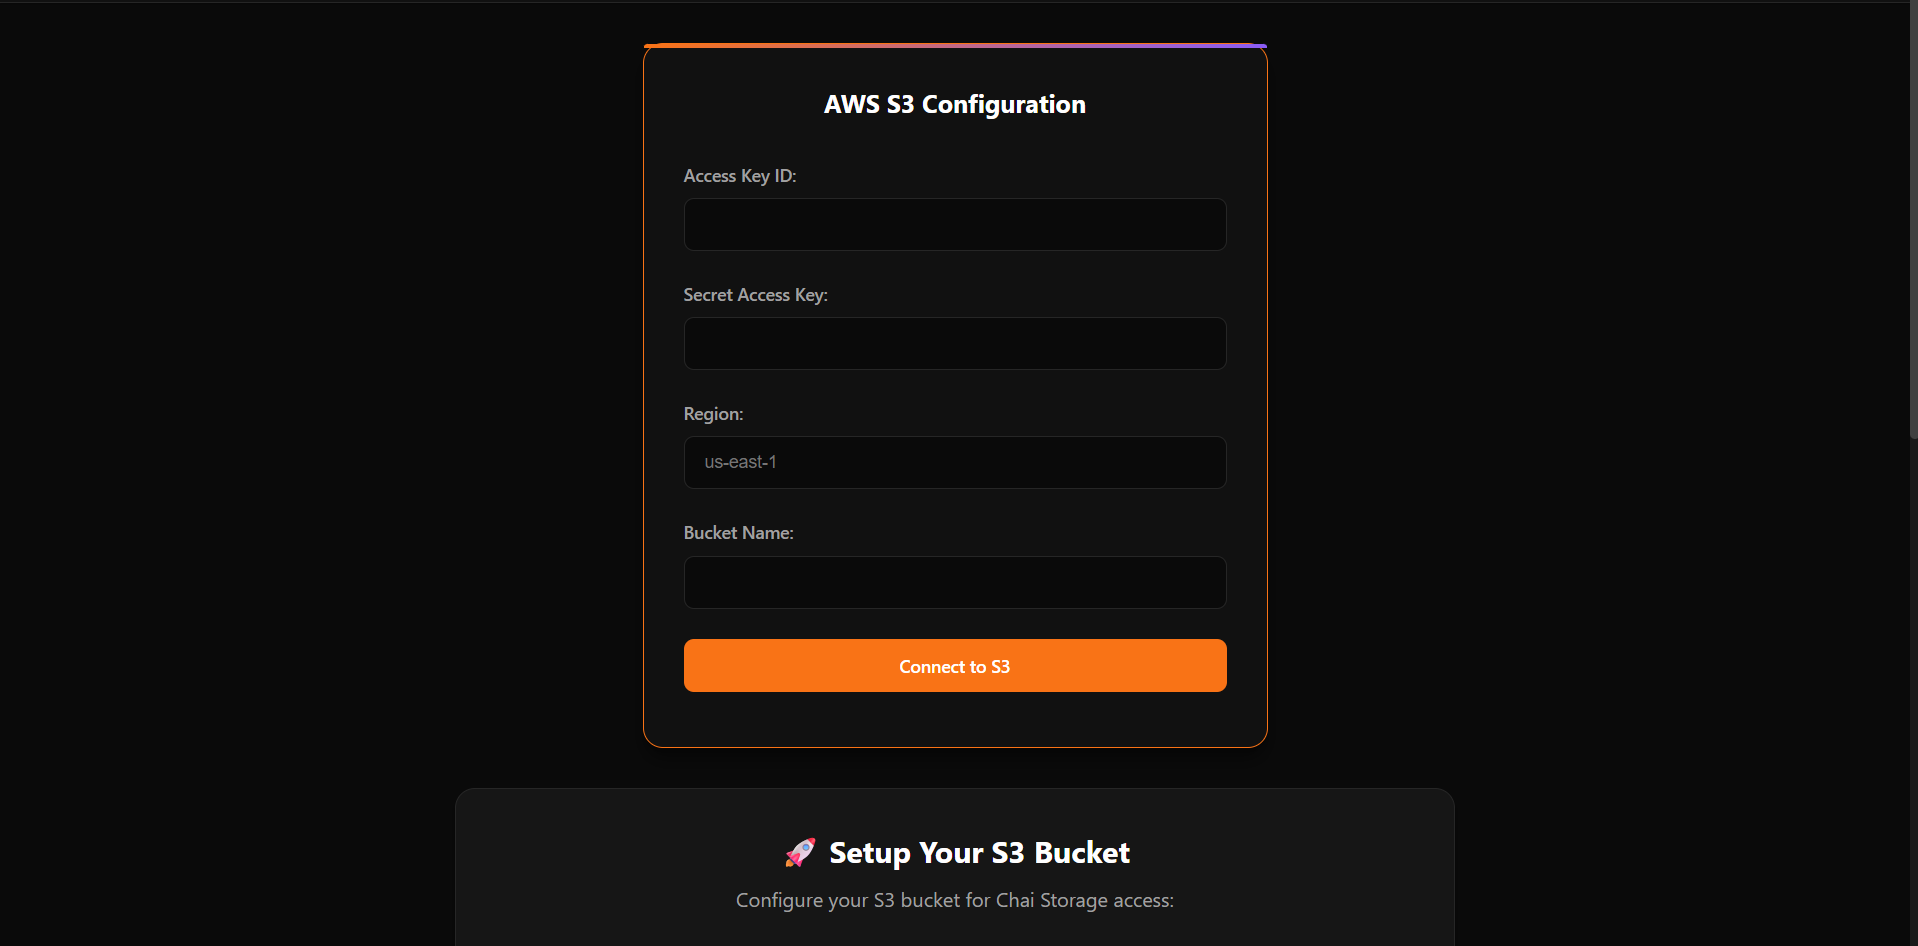 AWS S3 Configuration
Access Key ID:
Secret Access Key:
Region:
us-east-1
Bucket Name:
Connect to S3
🚀 Setup Your S3 Bucket
Configure your S3 bucket for Chai Storage access: